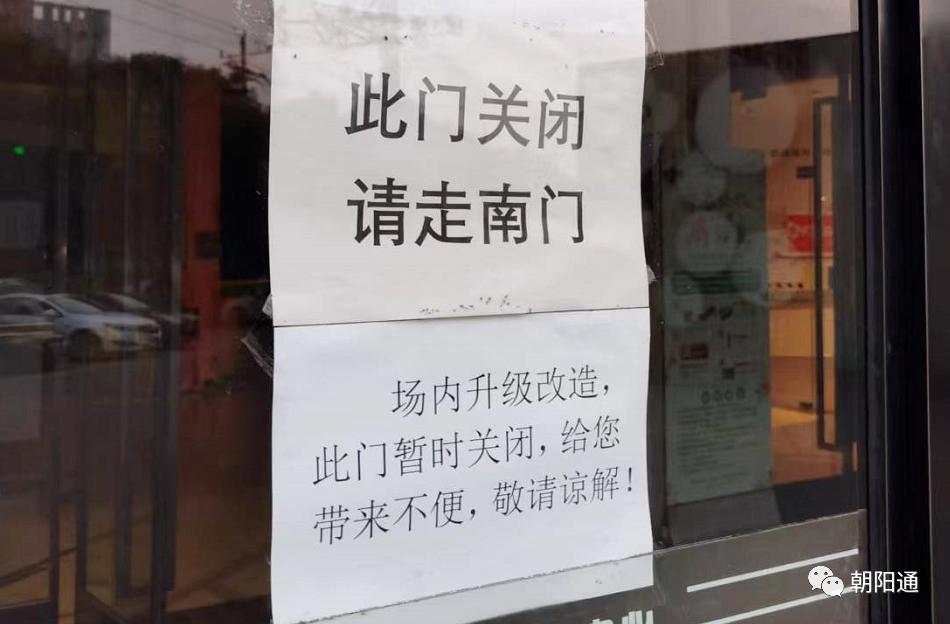 此门关闭
请走南门
场内升级改造，
此门暂时关闭，给您
带来不便，敬请谅解！
朝阳通